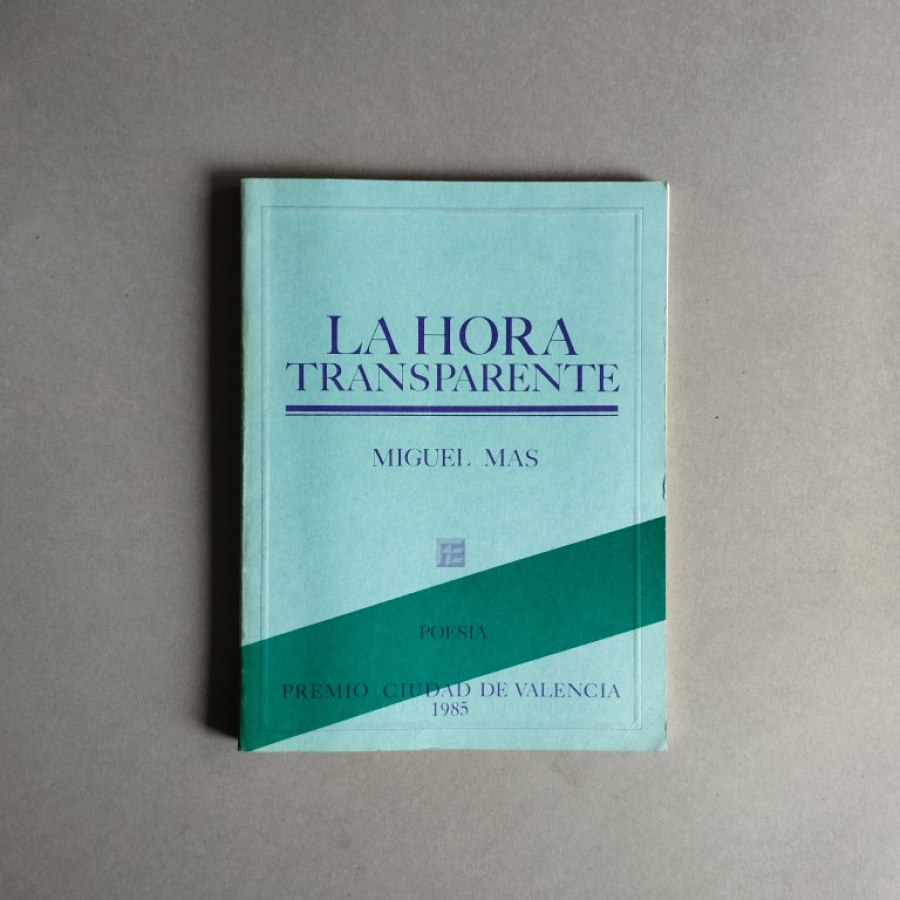 LA HORA
TRANSPARENTE
MIGUEL MAS
POESIA
PREMIO CIUDAD DE VALENCIA
1985